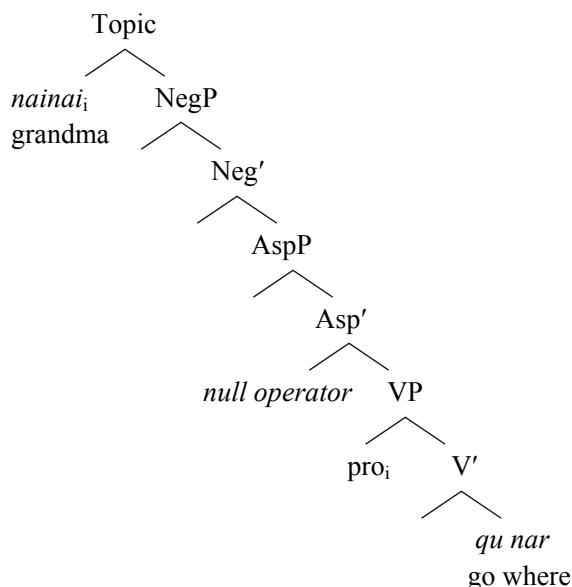 Topic
nainaiᵢ NegP
grandma
Neg′
AspP
Asp′
null operator VP
proᵢ V′
qu nar
go where